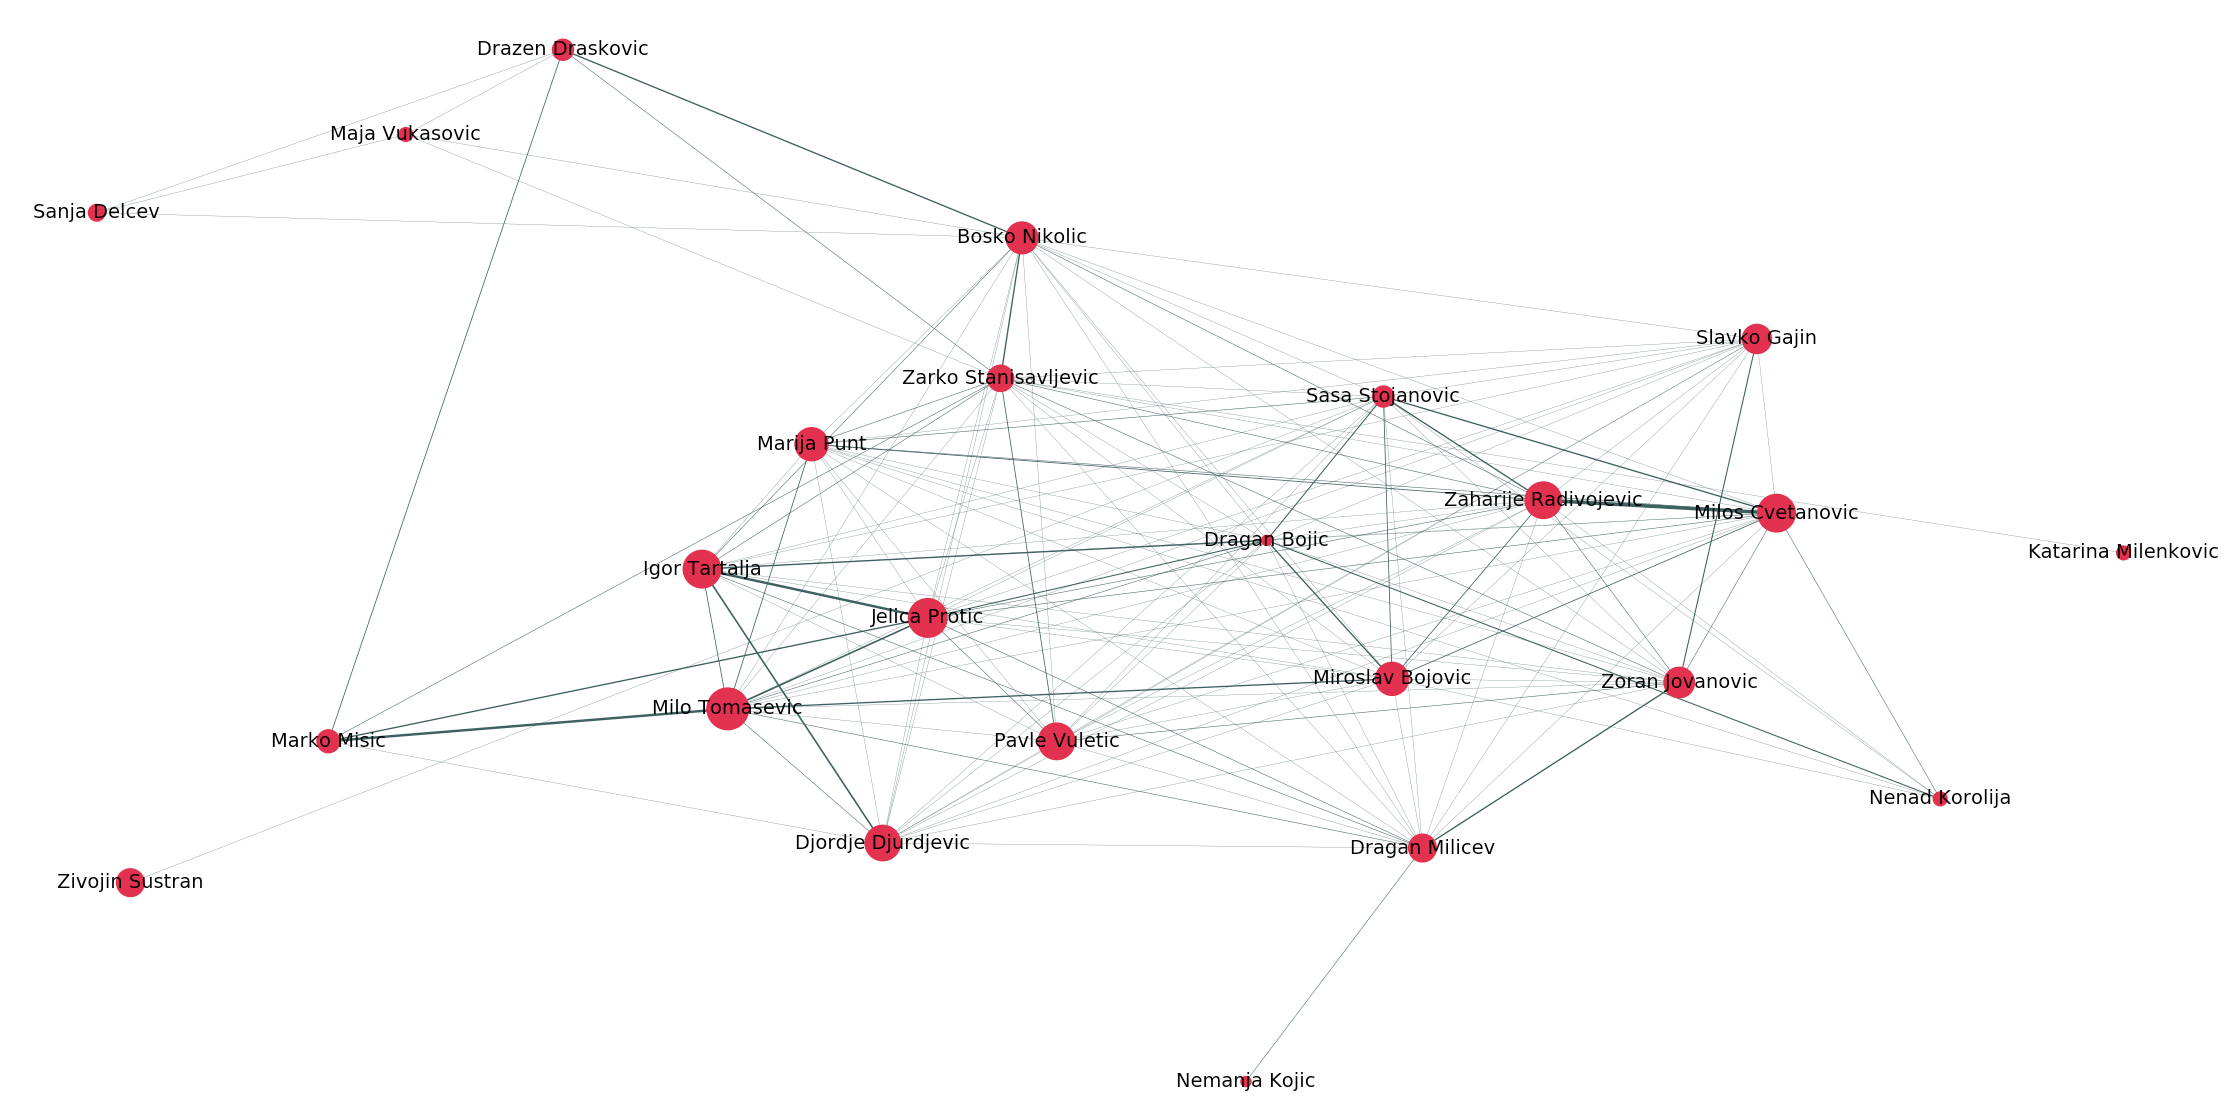 Drazen Draskovic
Maja Vukasovic
Sanja Delcev
Bosko Nikolic
Slavko Gajin
Zarko Stanisavljevic
Sasa Stojanovic
Marija Punt
Zaharije Radivojevic
Milos Cvetanovic
Dragan Bojic
Katarina Milenkovic
Igor Tartalja
Jelica Protic
Miroslav Bojovic
Zoran Jovanovic
Milo Tomasevic
Marko Misic
Pavle Vuletic
Nenad Korolija
Djordje Djurdjevic
Dragan Milicev
Zivojin Sustran
Nemanja Kojic